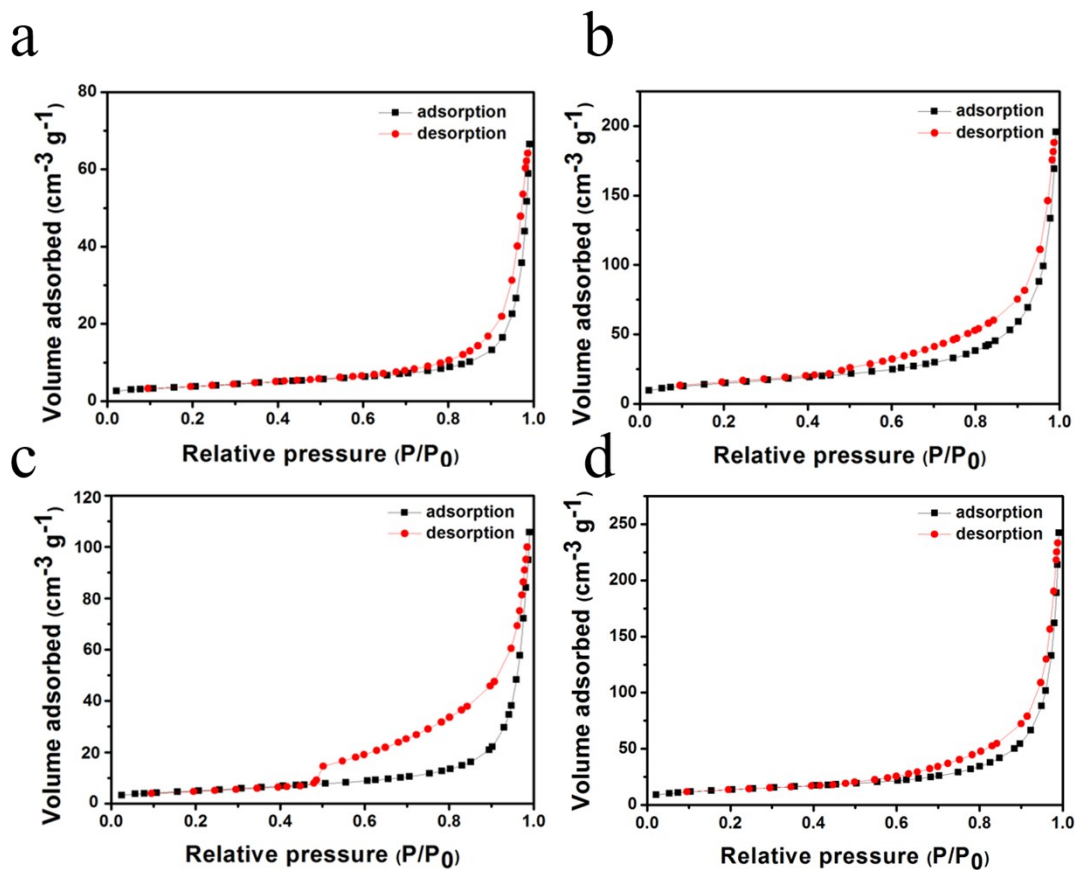 a
b
80
60
40
20
0
0.0 0.2 0.4 0.6 0.8 1.0
Volume adsorbed (cm⁻³ g⁻¹)
Relative pressure (P/P₀)
adsorption
desorption
200
150
100
50
0
0.0 0.2 0.4 0.6 0.8 1.0
Volume adsorbed (cm⁻³ g⁻¹)
Relative pressure (P/P₀)
adsorption
desorption
c
d
120
100
80
60
40
20
0
0.0 0.2 0.4 0.6 0.8 1.0
Volume adsorbed (cm⁻³ g⁻¹)
Relative pressure (P/P₀)
adsorption
desorption
250
200
150
100
50
0
0.0 0.2 0.4 0.6 0.8 1.0
Volume adsorbed (cm⁻³ g⁻¹)
Relative pressure (P/P₀)
adsorption
desorption